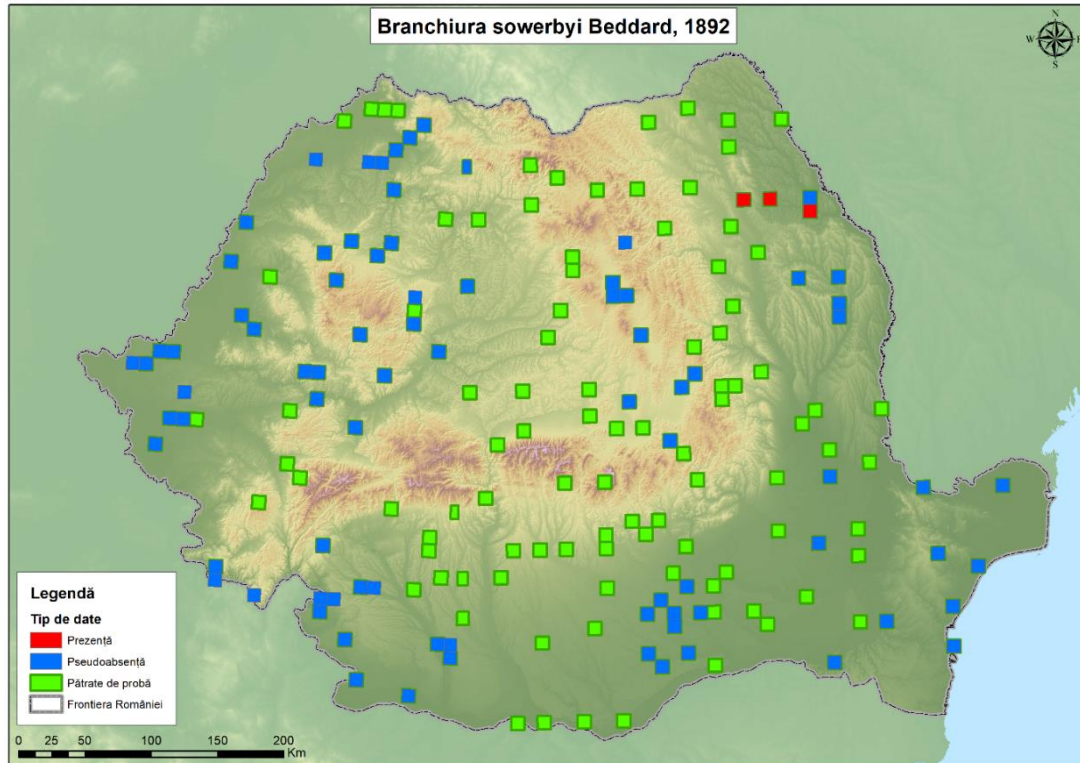 Branchiura sowerbyi Beddard, 1892
N
W E
S
Legendă
Tip de date
Prezență
Pseudoabsență
Pătrate de probă
Frontiera României
0 25 50 100 150 200
Km